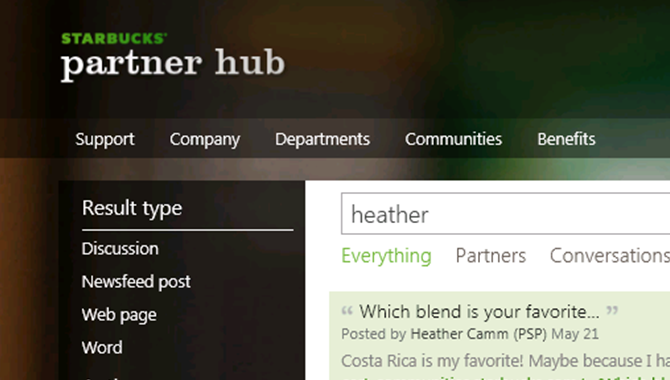 STARBUCKS®
partner hub
Support Company Departments Communities Benefits
Result type
Discussion
Newsfeed post
Web page
Word
heather
Everything Partners Conversations
“ Which blend is your favorite... ”
Posted by Heather Camm (PSP) May 21
Costa Rica is my favorite! Maybe because I ha